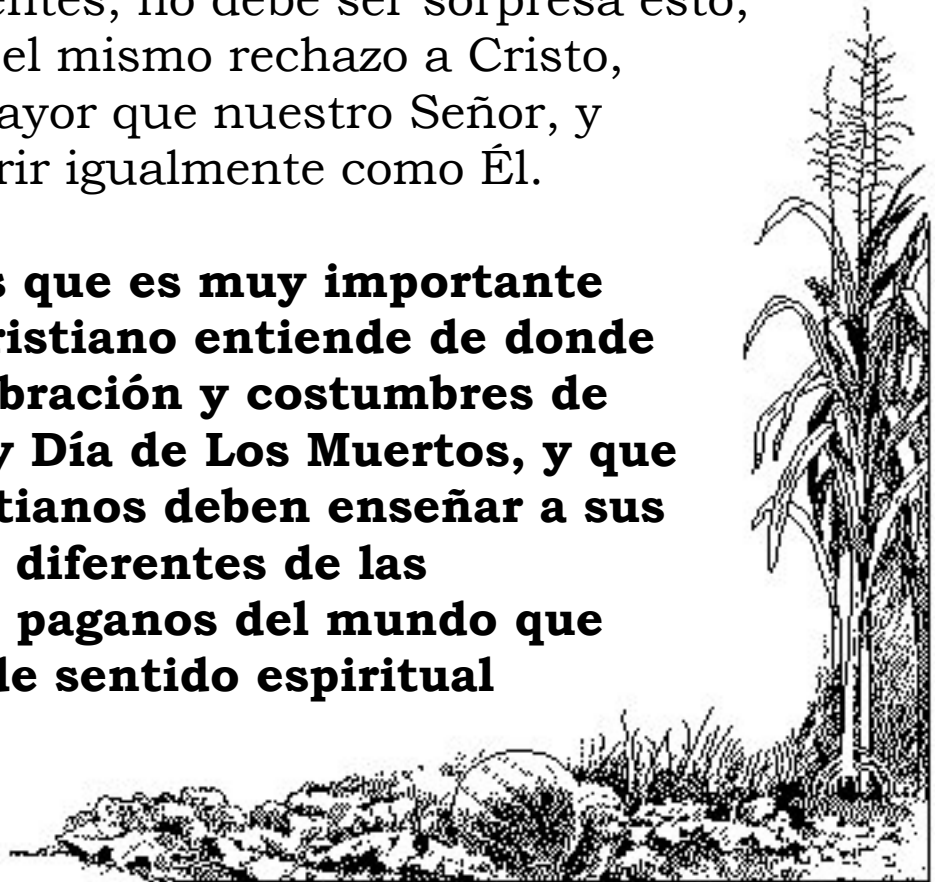 entes, no debe ser sorpresa esto,
el mismo rechazo a Cristo,
ayor que nuestro Señor, y
rir igualmente como Él.
s que es muy importante
ristiano entiende de donde
bración y costumbres de
y Día de Los Muertos, y que
tianos deben enseñar a sus
diferentes de las
paganos del mundo que
de sentido espiritual